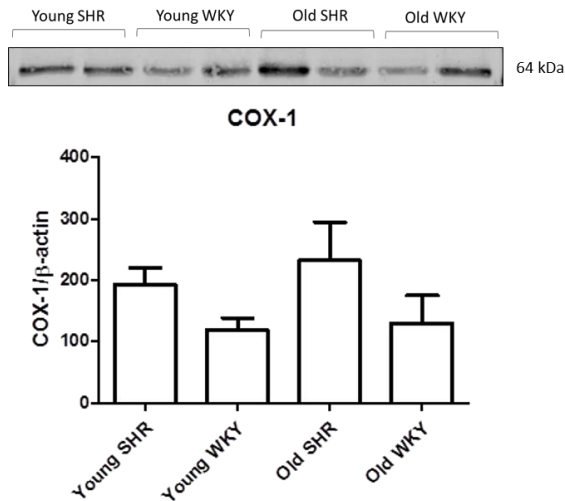 Young SHR Young WKY Old SHR Old WKY
64 kDa
COX-1
400
300
200
100
0
COX-1/β-actin
Young SHR
Young WKY
Old SHR
Old WKY